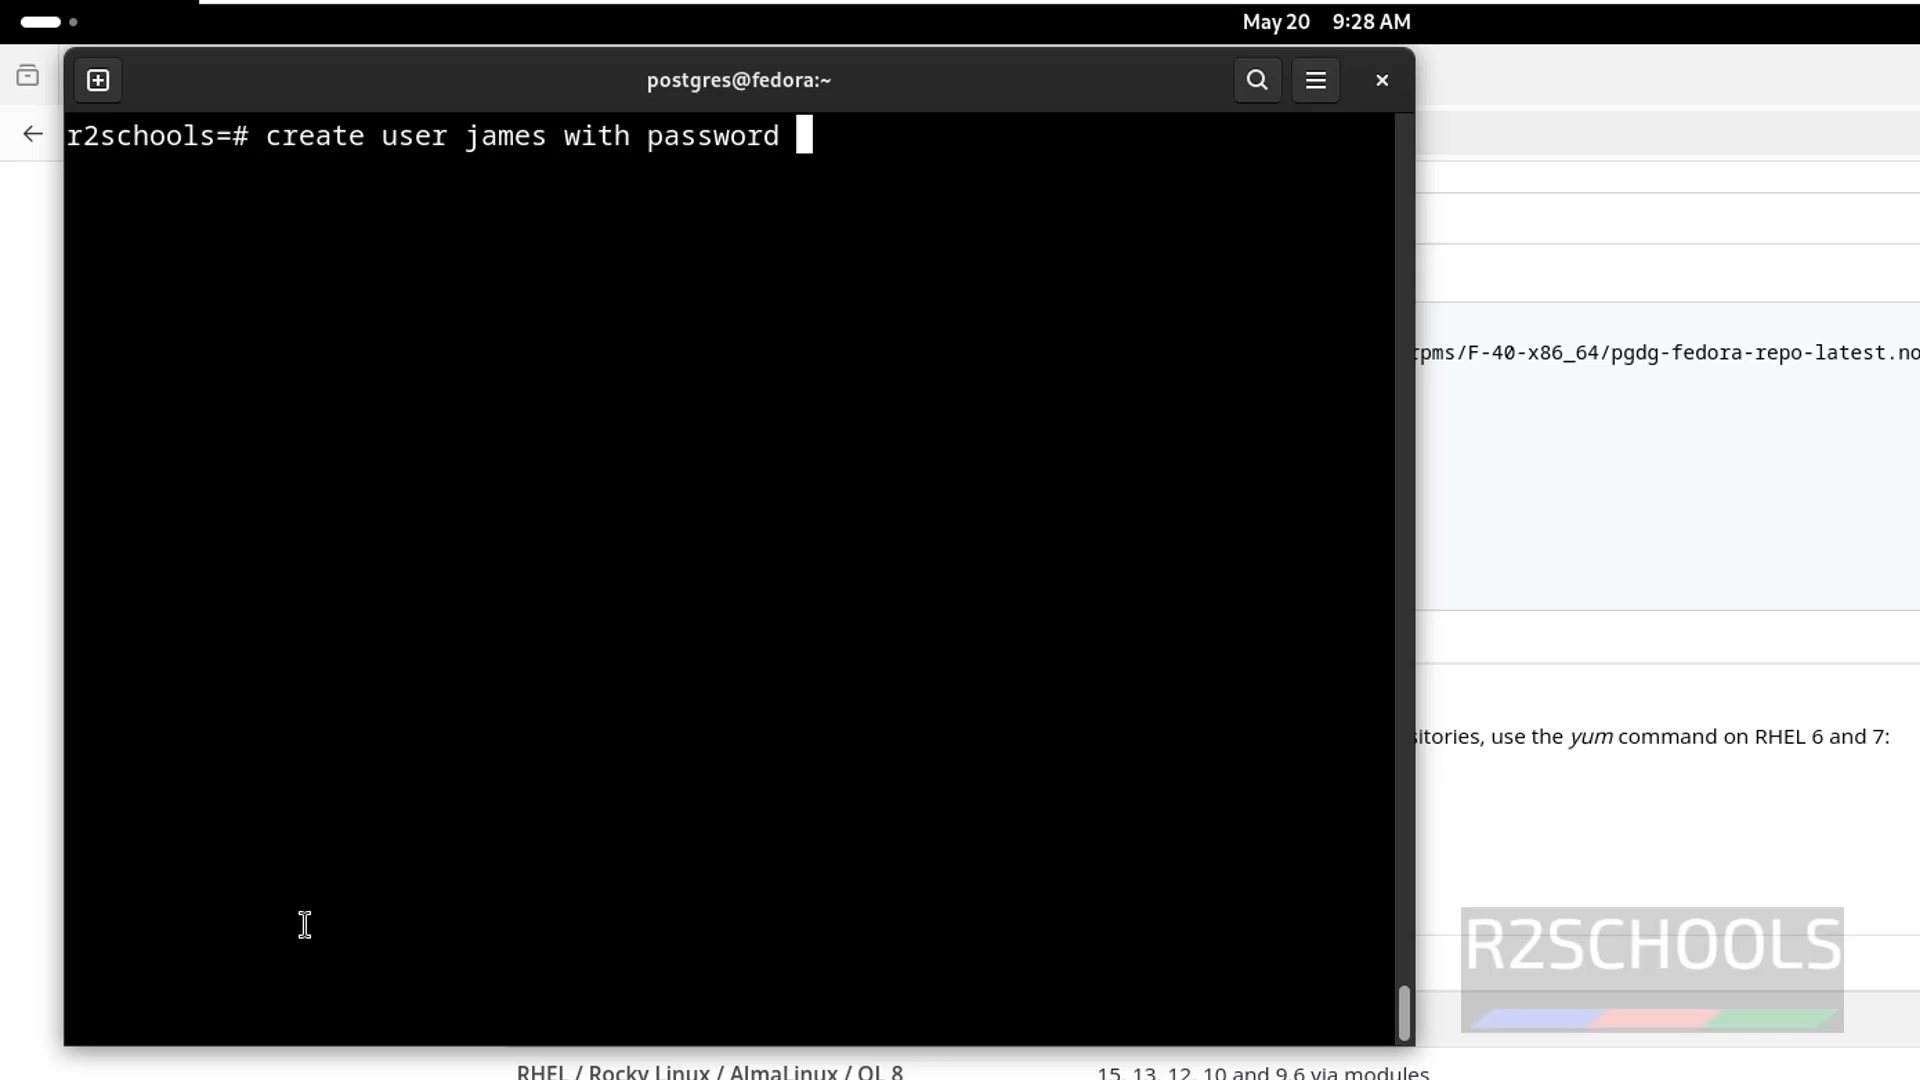 May 20 9:28 AM
postgres@fedora:~
r2schools=# create user james with password
rpms/F-40-x86_64/pgdg-fedora-repo-latest.no
sitories, use the yum command on RHEL 6 and 7:
R2SCHOOLS
RHEL / Rocky Linux / AlmaLinux / OL 8 15, 13, 12, 10 and 9.6 via modules